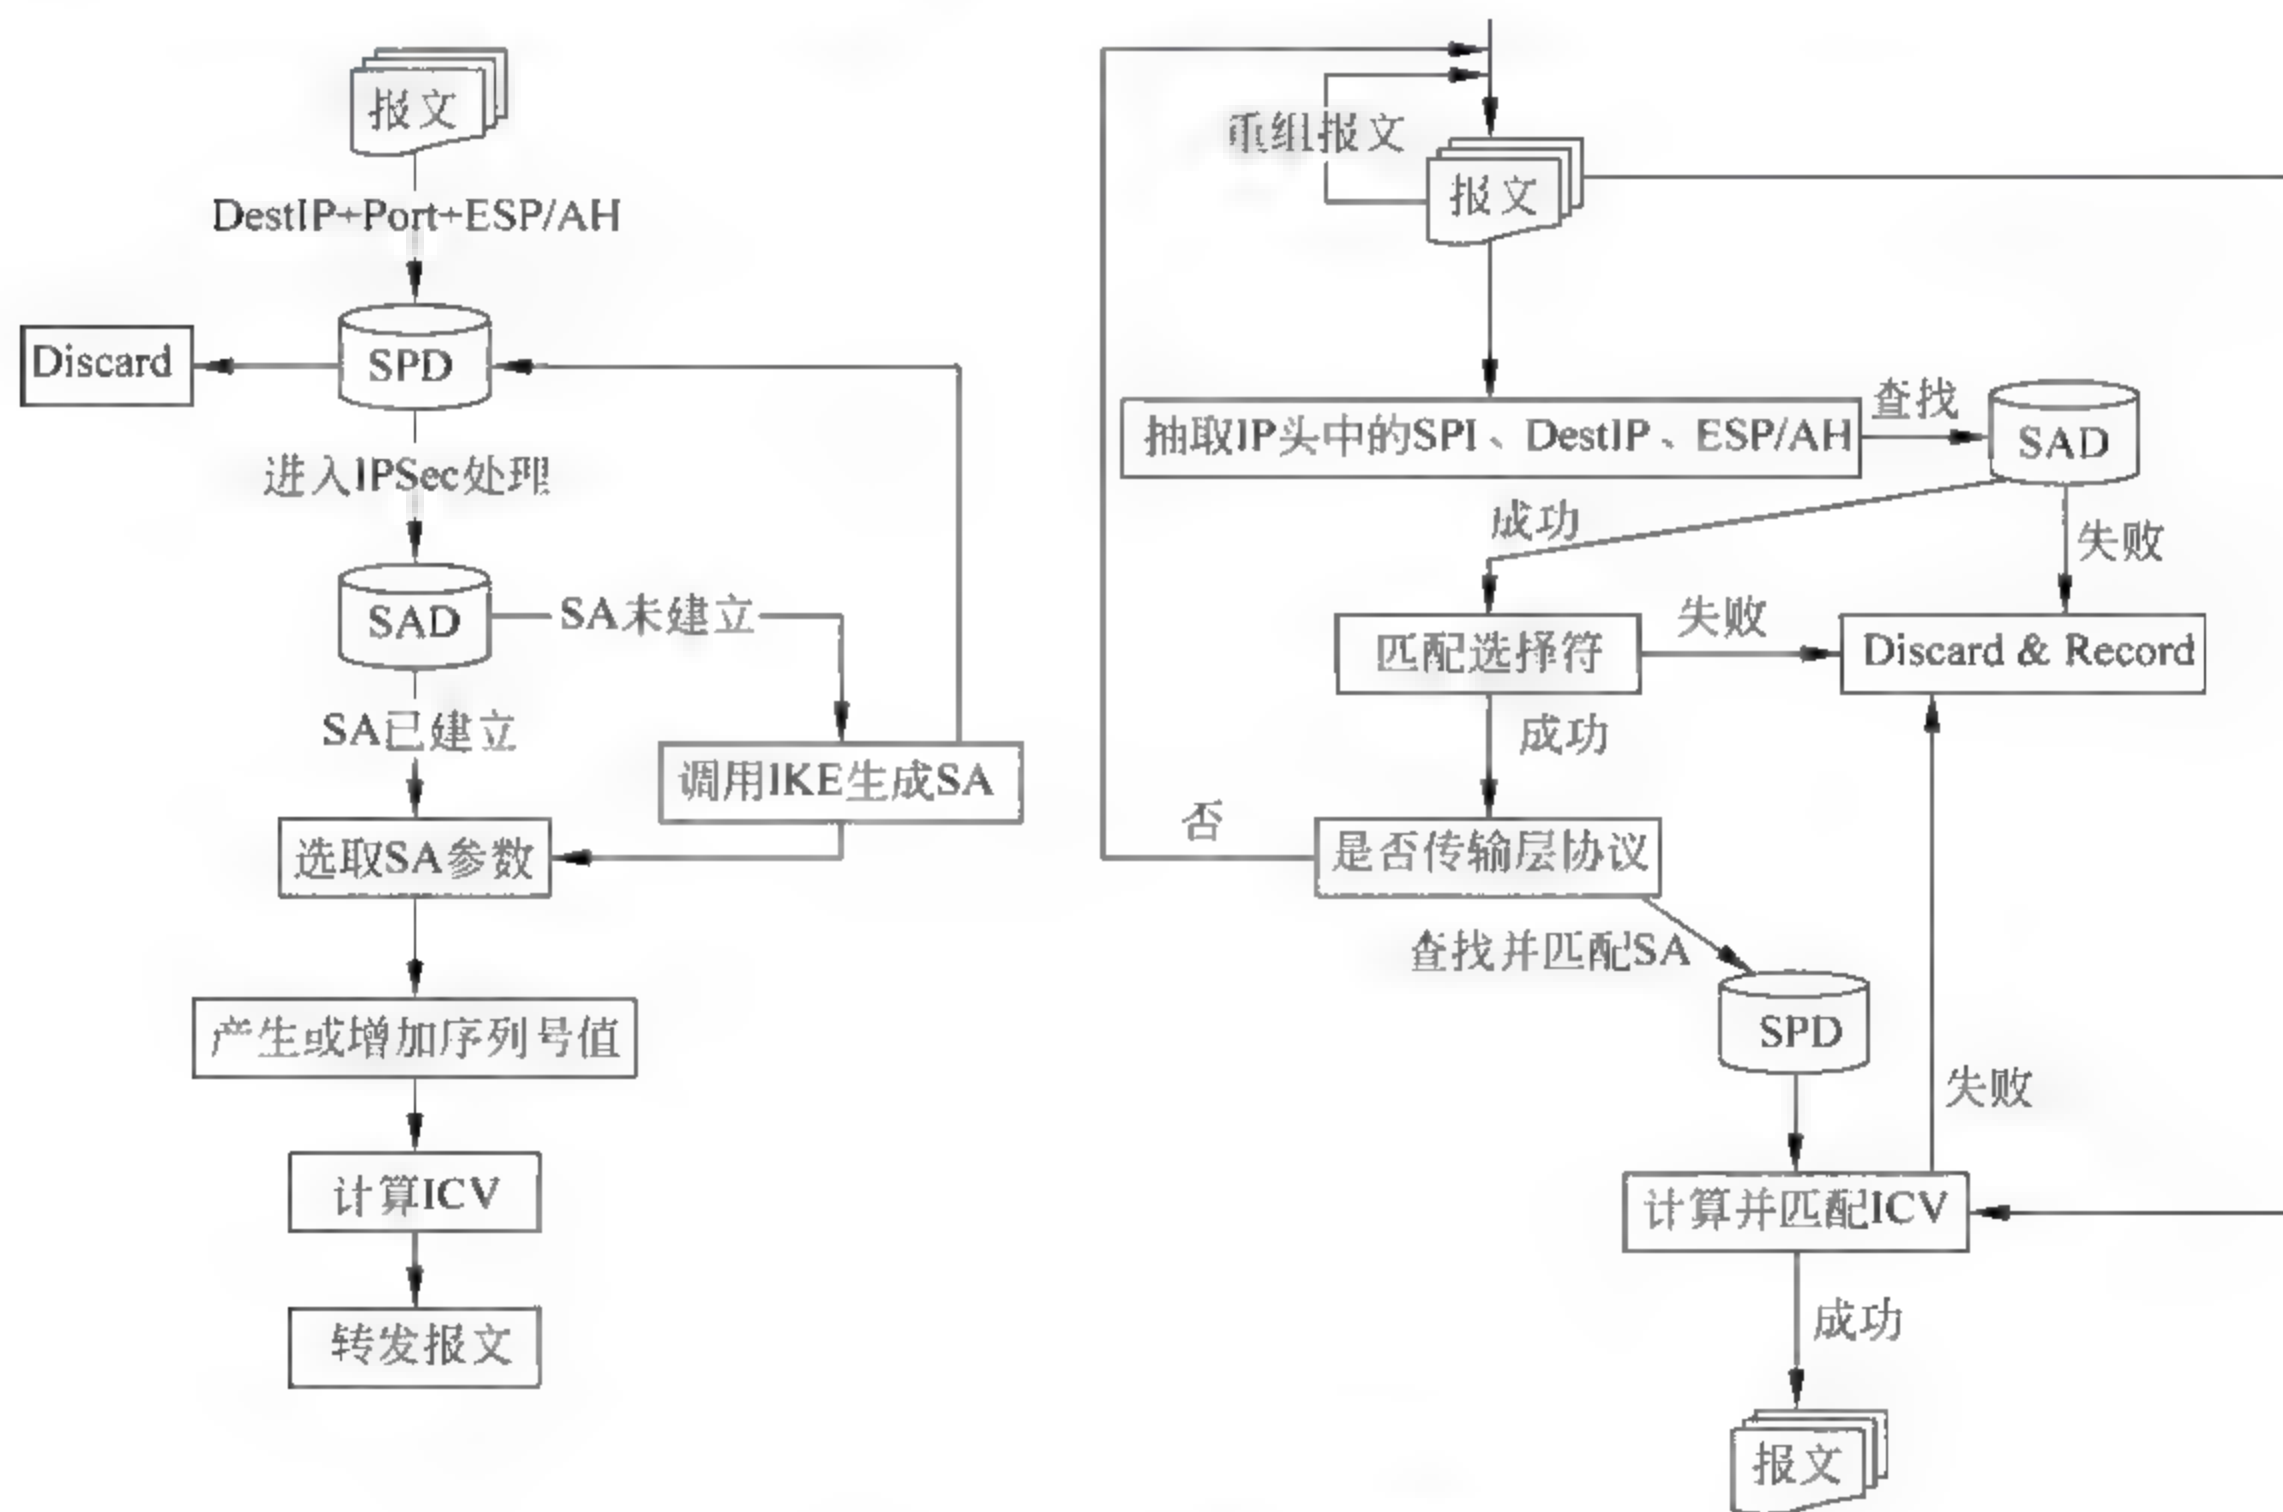 报文
DestIP+Port+ESP/AH
Discard
SPD
进入IPSec处理
SAD
SA未建立
SA已建立
调用IKE生成SA
选取SA参数
产生或增加序列号值
计算ICV
转发报文
重组报文
报文
抽取IP头中的SPI、DestIP、ESP/AH
查找
SAD
成功
失败
匹配选择符
失败
Discard & Record
成功
否
是否传输层协议
查找并匹配SA
SPD
失败
计算并匹配ICV
成功
报文